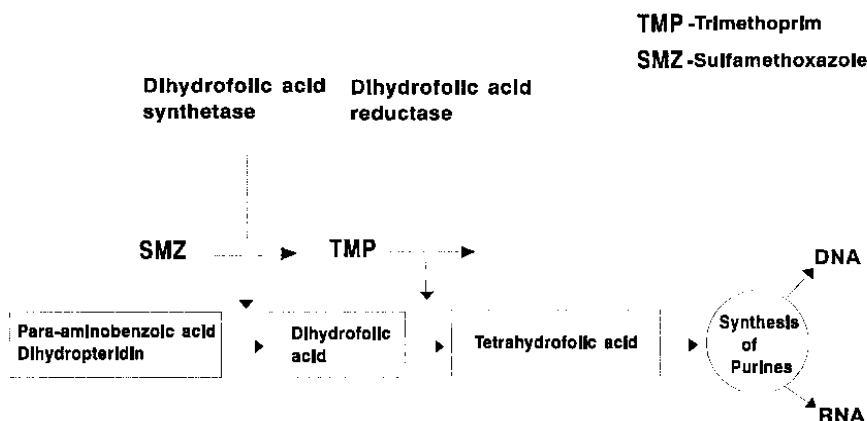 TMP-Trimethoprim
SMZ-Sulfamethoxazole
Dihydrofolic acid
synthetase
Dihydrofolic acid
reductase
SMZ
TMP
Para-aminobenzoic acid
Dihydropteridin
Dihydrofolic
acid
Tetrahydrofolic acid
Synthesis
of
Purines
DNA
RNA